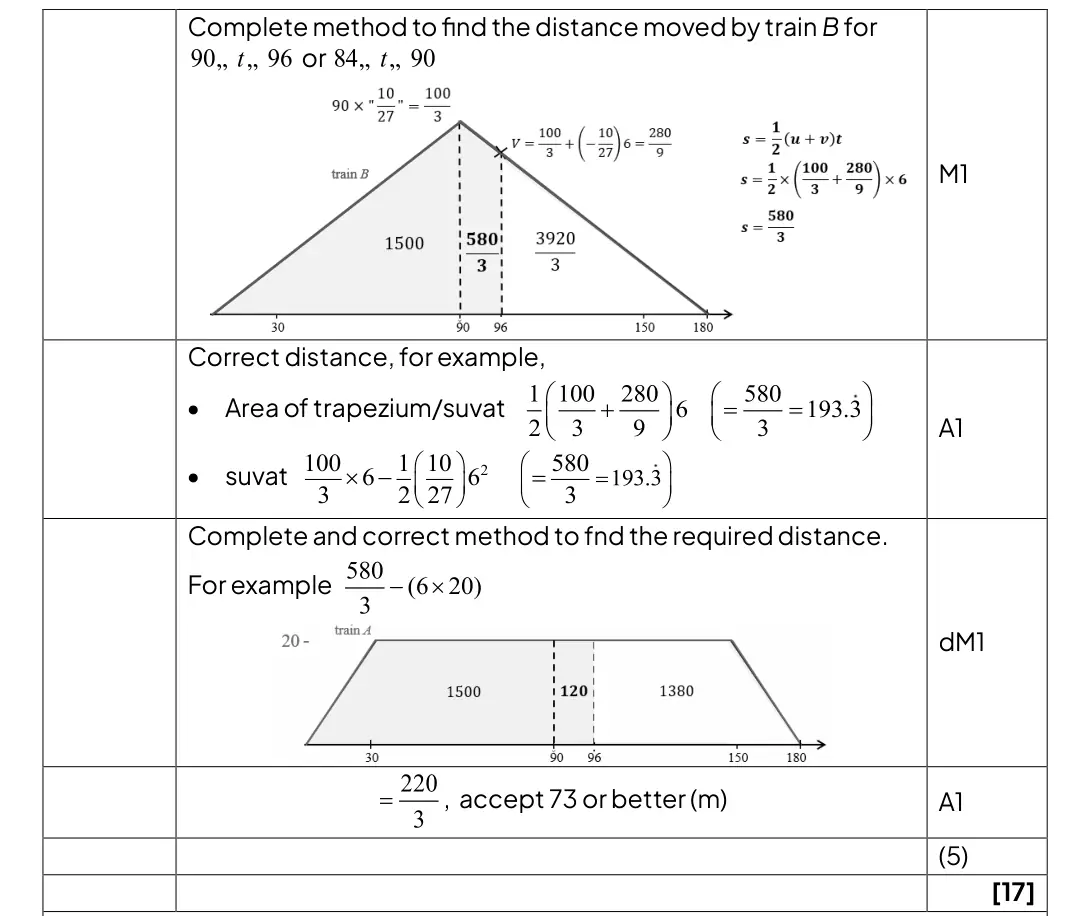 Complete method to find the distance moved by train B for
90,, t,, 96 or 84,, t,, 90
90 × "10/27" = 100/3
V = 100/3 + (−10/27)6 = 280/9
s = 1/2(u + v)t
train B
s = 1/2 × (100/3 + 280/9) × 6
M1
s = 580/3
1500
580/3
3920/3
30 90 96 150 180
Correct distance, for example,
• Area of trapezium/suvat 1/2(100/3 + 280/9)6 (= 580/3 = 193.3̇)
A1
• suvat 100/3 × 6 − 1/2(10/27)6² (= 580/3 = 193.3̇)
Complete and correct method to fnd the required distance.
For example 580/3 − (6 × 20)
train A
20 -
dM1
1500 120 1380
30 90 96 150 180
= 220/3 , accept 73 or better (m)
A1
(5)
[17]